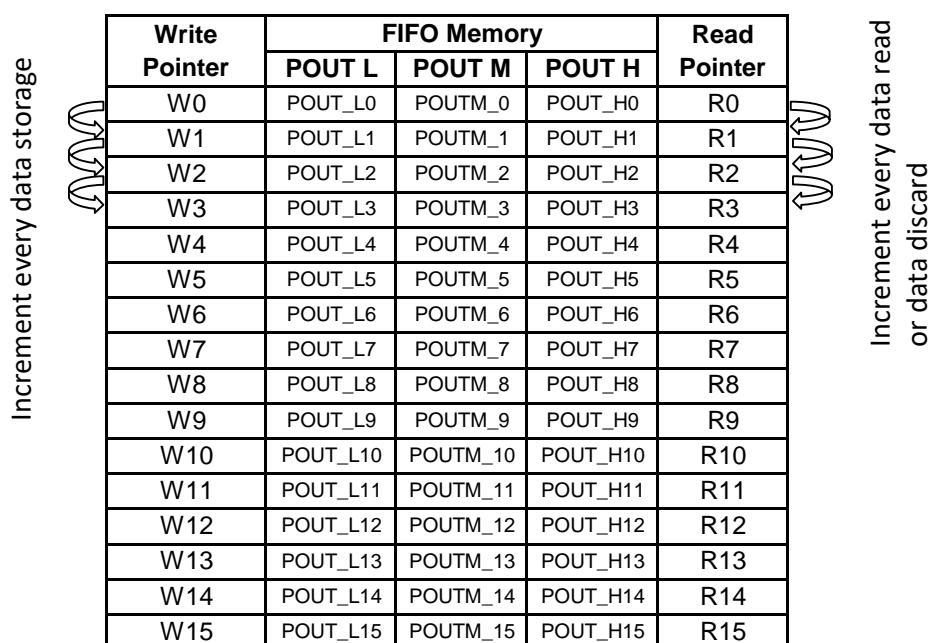 Increment every data storage
Write Pointer FIFO Memory Read Pointer
POUT L POUT M POUT H
W0 POUT_L0 POUTM_0 POUT_H0 R0
W1 POUT_L1 POUTM_1 POUT_H1 R1
W2 POUT_L2 POUTM_2 POUT_H2 R2
W3 POUT_L3 POUTM_3 POUT_H3 R3
W4 POUT_L4 POUTM_4 POUT_H4 R4
W5 POUT_L5 POUTM_5 POUT_H5 R5
W6 POUT_L6 POUTM_6 POUT_H6 R6
W7 POUT_L7 POUTM_7 POUT_H7 R7
W8 POUT_L8 POUTM_8 POUT_H8 R8
W9 POUT_L9 POUTM_9 POUT_H9 R9
W10 POUT_L10 POUTM_10 POUT_H10 R10
W11 POUT_L11 POUTM_11 POUT_H11 R11
W12 POUT_L12 POUTM_12 POUT_H12 R12
W13 POUT_L13 POUTM_13 POUT_H13 R13
W14 POUT_L14 POUTM_14 POUT_H14 R14
W15 POUT_L15 POUTM_15 POUT_H15 R15
Increment every data read
or data discard